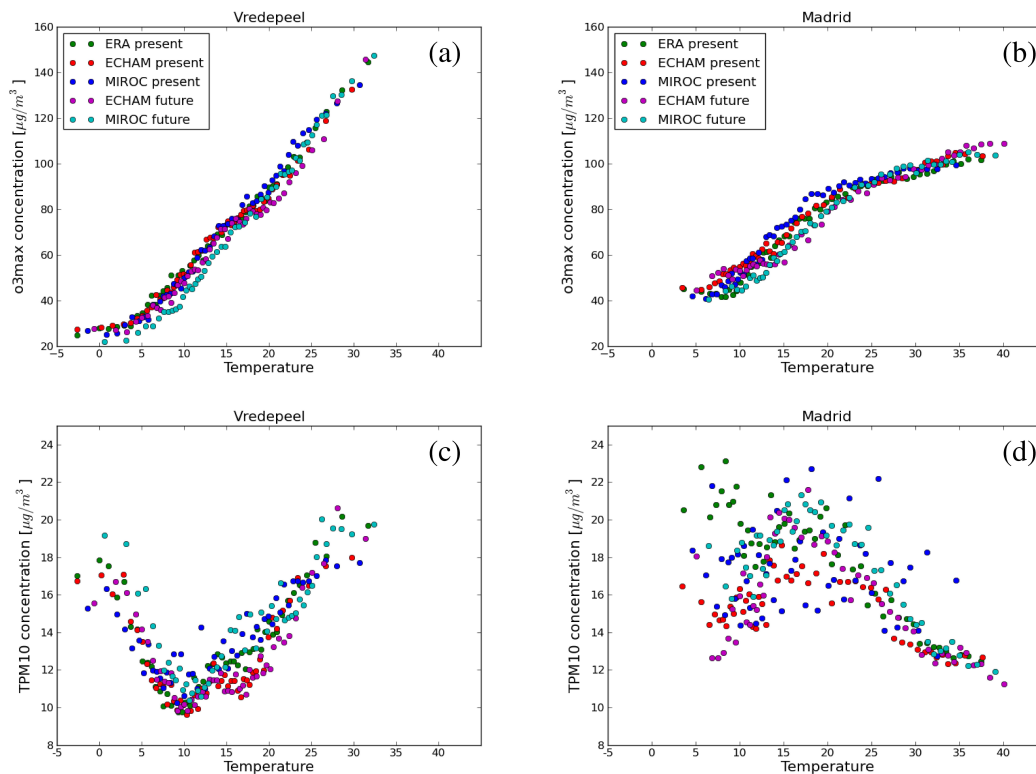 Vredepeel
(a)
160
140
120
100
80
60
40
20
o3max concentration [µg/m³ ]
ERA present
ECHAM present
MIROC present
ECHAM future
MIROC future
−5 0 5 10 15 20 25 30 35 40
Temperature
Madrid
(b)
160
140
120
100
80
60
40
20
o3max concentration [µg/m³ ]
ERA present
ECHAM present
MIROC present
ECHAM future
MIROC future
−5 0 5 10 15 20 25 30 35 40
Temperature
Vredepeel
(c)
24
22
20
18
16
14
12
10
8
TPM10 concentration [µg/m³ ]
-5 0 5 10 15 20 25 30 35 40
Temperature
Madrid
(d)
24
22
20
18
16
14
12
10
8
TPM10 concentration [µg/m³ ]
-5 0 5 10 15 20 25 30 35 40
Temperature